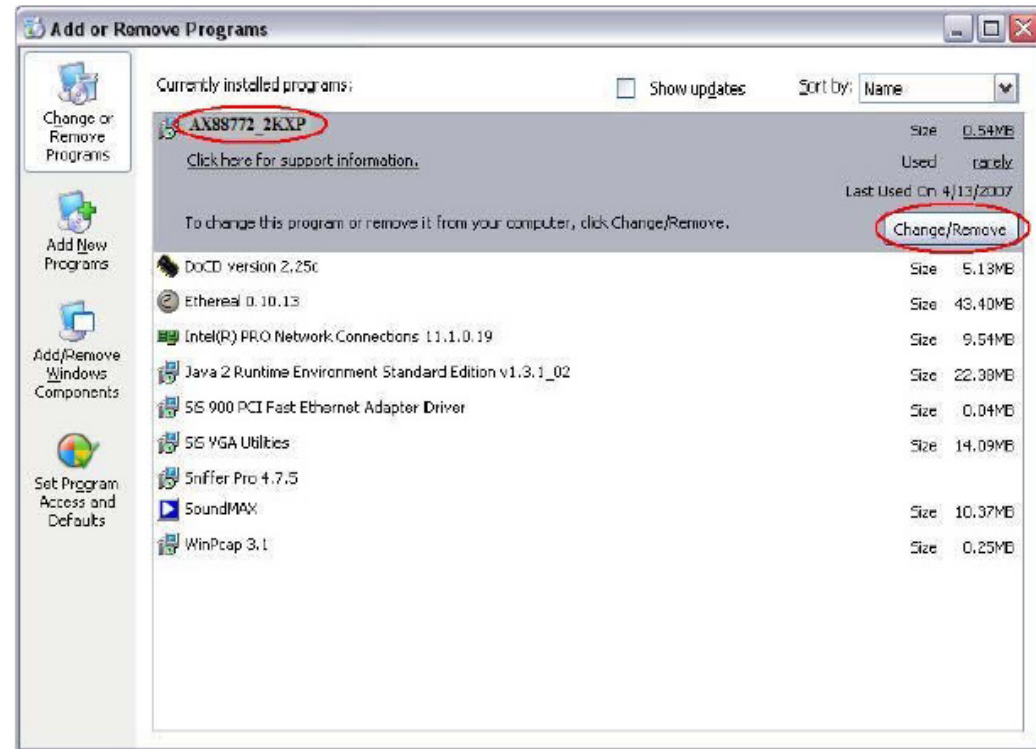 Add or Remove Programs
Change or
Remove
Programs
Add New
Programs
Add/Remove
Windows
Components
Set Program
Access and
Defaults
Currently installed programs:
Show updates
Sort by: Name
AX88772_2KXP
Size 0.54MB
Click here for support information.
Used rarely
Last Used On 4/13/2007
To change this program or remove it from your computer, click Change/Remove.
Change/Remove
DoCD version 2.25c
Size 5.13MB
Ethereal 0.10.13
Size 43.40MB
Intel(R) PRO Network Connections 11.1.0.19
Size 9.54MB
Java 2 Runtime Environment Standard Edition v1.3.1_02
Size 22.38MB
SiS 900 PCI Fast Ethernet Adapter Driver
Size 0.04MB
SiS VGA Utilities
Size 14.09MB
Sniffer Pro 4.7.5
SoundMAX
Size 10.37MB
WinPcap 3.1
Size 0.25MB